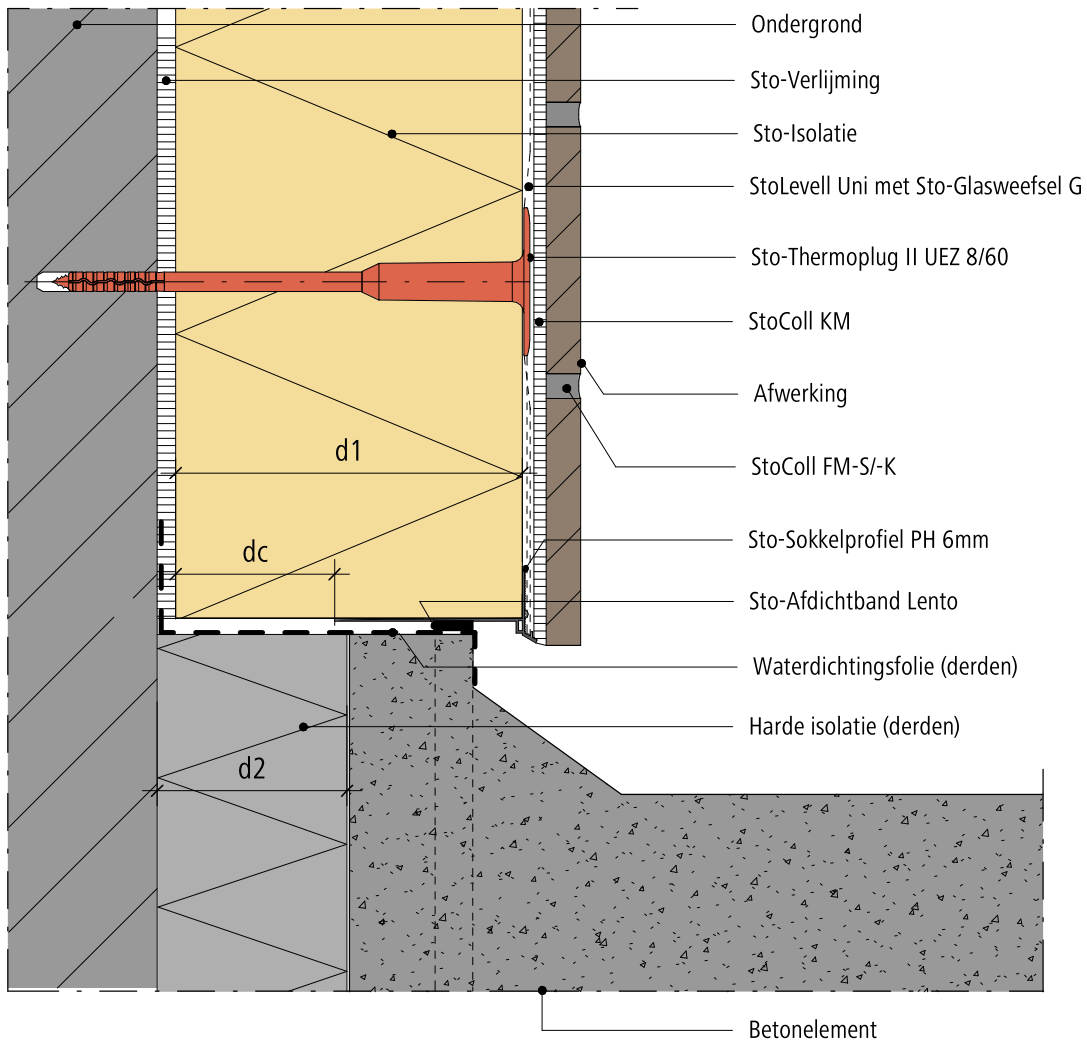 Ondergrond
Sto-Verlijming
Sto-Isolatie
StoLevell Uni met Sto-Glasweefsel G
Sto-Thermoplug II UEZ 8/60
StoColl KM
Afwerking
d1
StoColl FM-S/-K
dc
Sto-Sokkelprofiel PH 6mm
Sto-Afdichtband Lento
Waterdichtingsfolie (derden)
Harde isolatie (derden)
d2
Betonelement